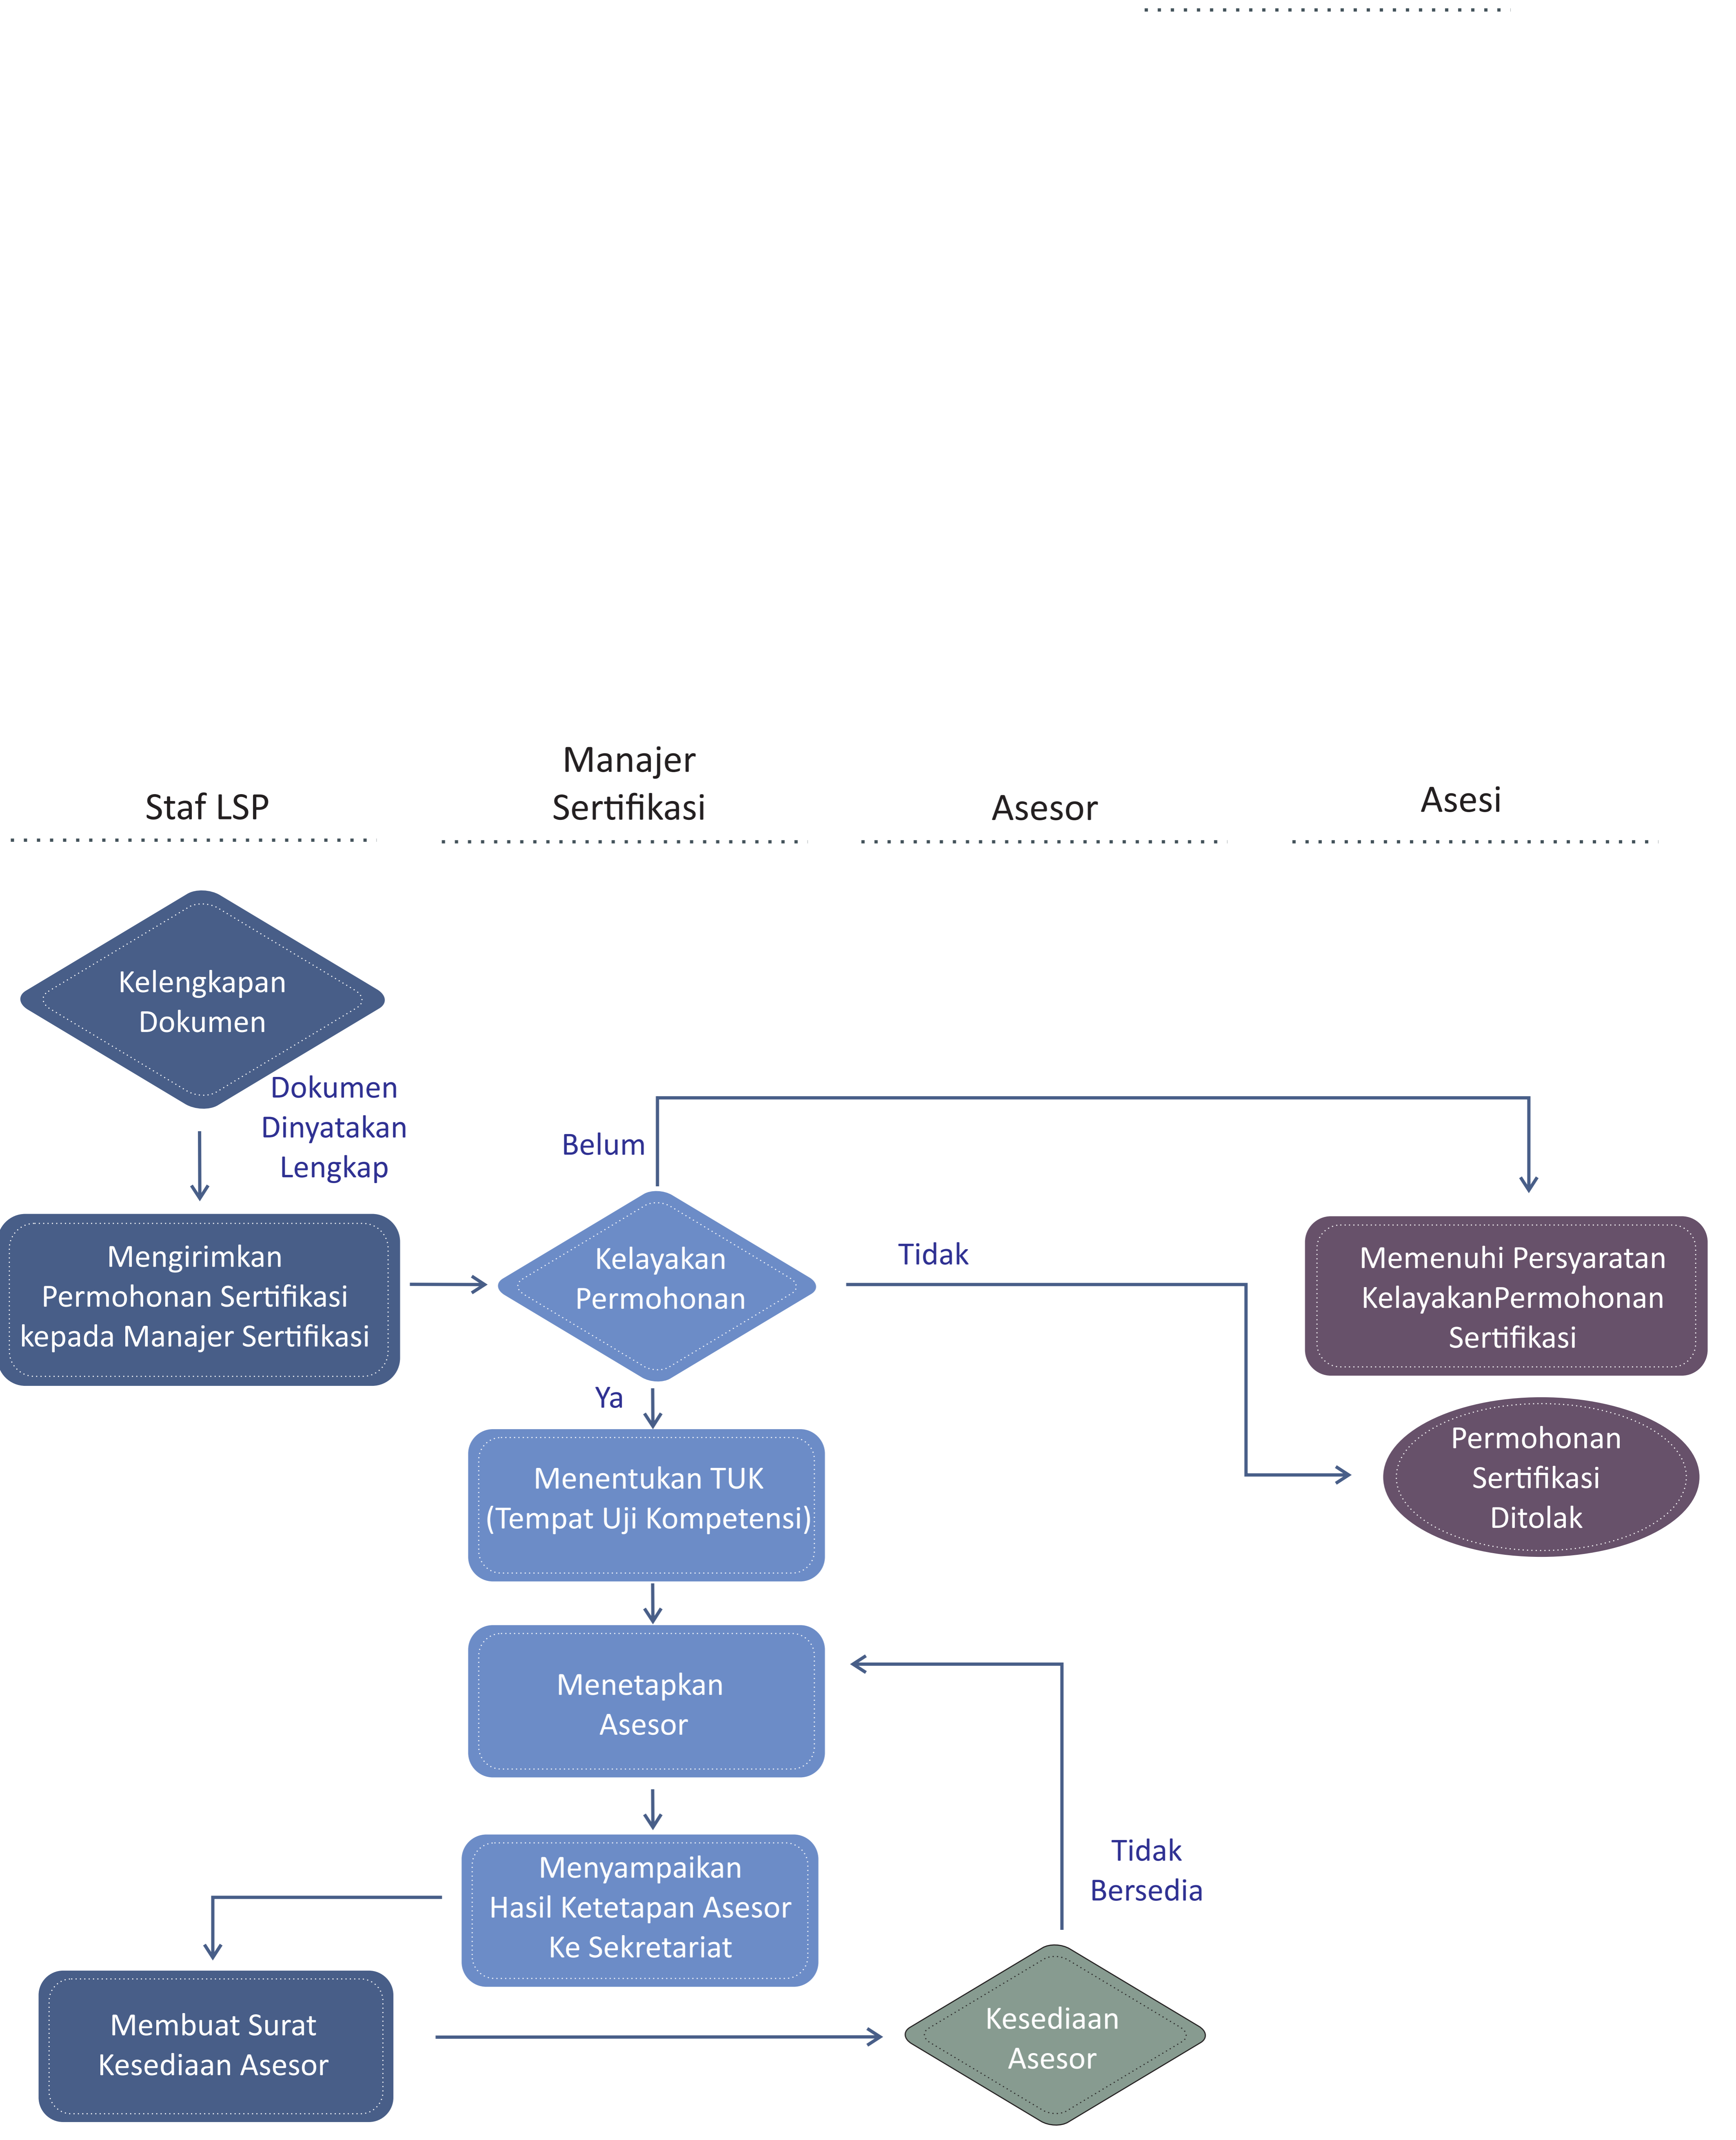 Staf LSP
Manajer
Sertifikasi
Asesor
Asesi
Kelengkapan
Dokumen
Dokumen
Dinyatakan
Lengkap
Belum
Mengirimkan
Permohonan Sertifikasi
kepada Manajer Sertifikasi
Kelayakan
Permohonan
Tidak
Memenuhi Persyaratan
KelayakanPermohonan
Sertifikasi
Ya
Permohonan
Sertifikasi
Ditolak
Menentukan TUK
(Tempat Uji Kompetensi)
Menetapkan
Asesor
Menyampaikan
Hasil Ketetapan Asesor
Ke Sekretariat
Tidak
Bersedia
Membuat Surat
Kesediaan Asesor
Kesediaan
Asesor